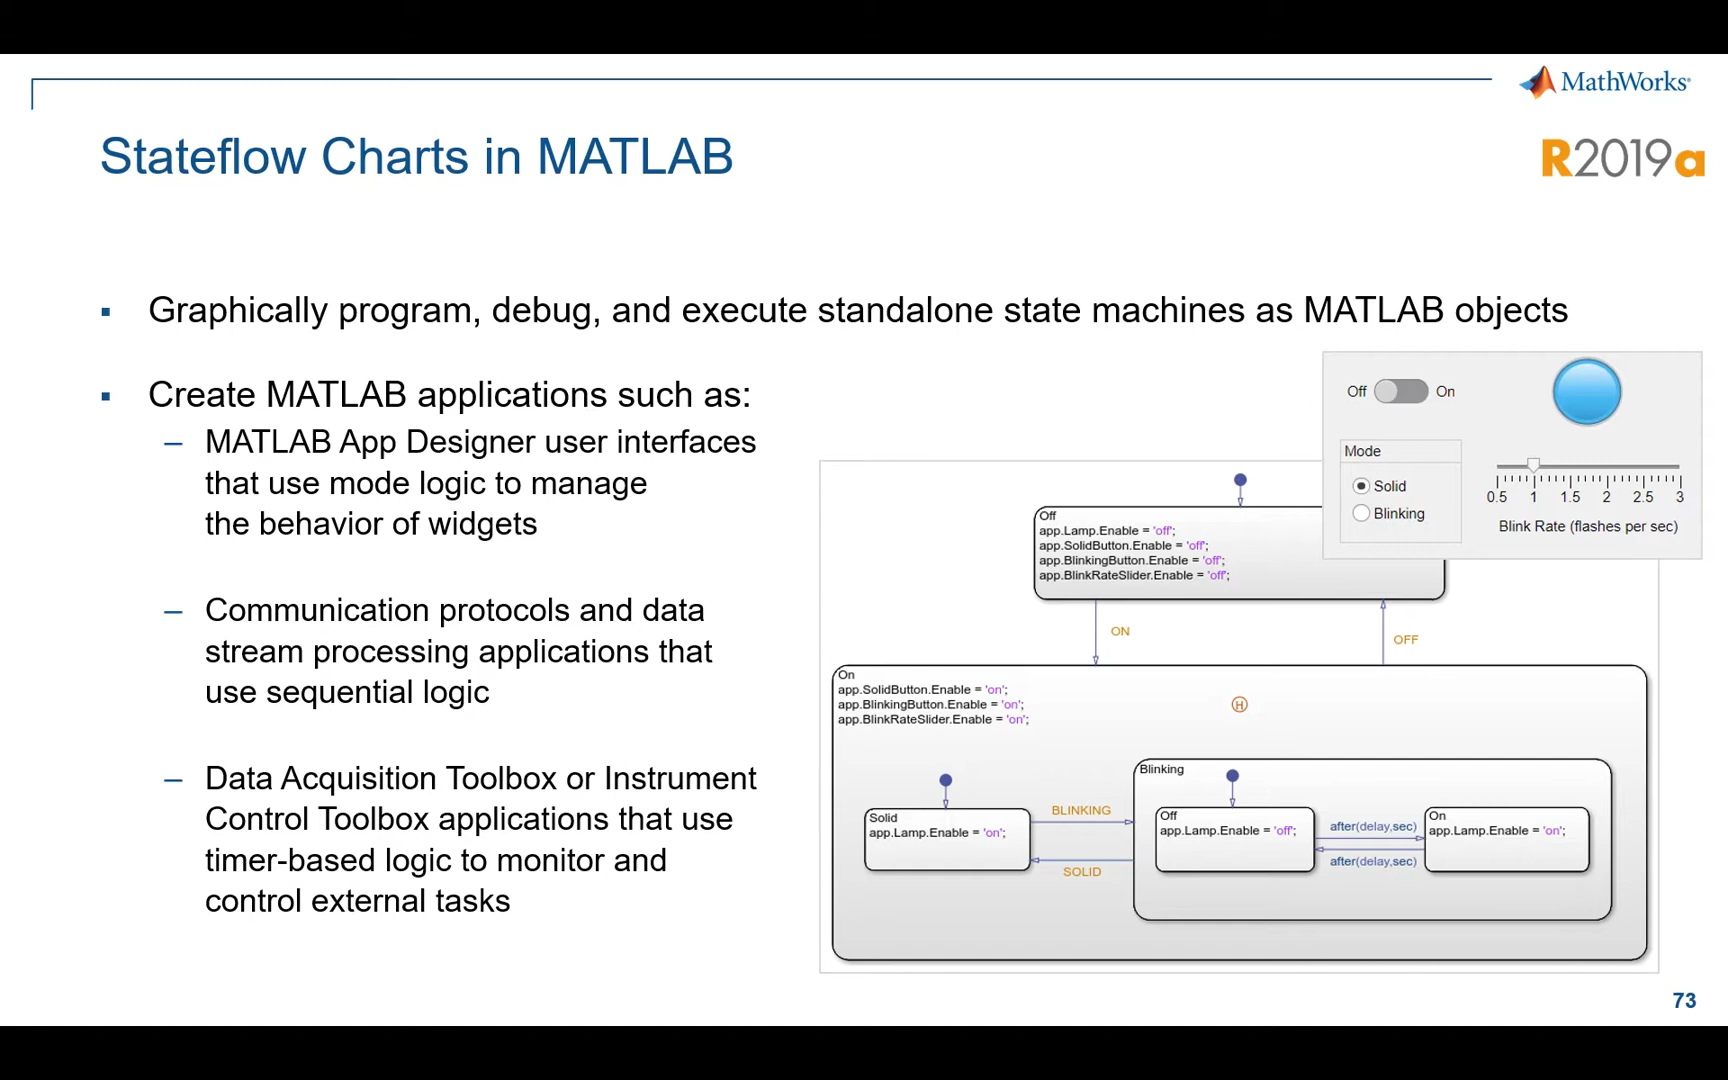 MathWorks®
Stateflow Charts in MATLAB
R2019a
▪ Graphically program, debug, and execute standalone state machines as MATLAB objects
▪ Create MATLAB applications such as:
– MATLAB App Designer user interfaces
that use mode logic to manage
the behavior of widgets
– Communication protocols and data
stream processing applications that
use sequential logic
– Data Acquisition Toolbox or Instrument
Control Toolbox applications that use
timer-based logic to monitor and
control external tasks
Off On
Mode
Solid
Blinking
0.5 1 1.5 2 2.5 3
Blink Rate (flashes per sec)
Off
app.Lamp.Enable = 'off';
app.SolidButton.Enable = 'off';
app.BlinkingButton.Enable = 'off';
app.BlinkRateSlider.Enable = 'off';
ON
OFF
On
app.SolidButton.Enable = 'on';
app.BlinkingButton.Enable = 'on';
app.BlinkRateSlider.Enable = 'on';
H
Solid
app.Lamp.Enable = 'on';
BLINKING
SOLID
Blinking
Off
app.Lamp.Enable = 'off';
after(delay,sec)
after(delay,sec)
On
app.Lamp.Enable = 'on';
73